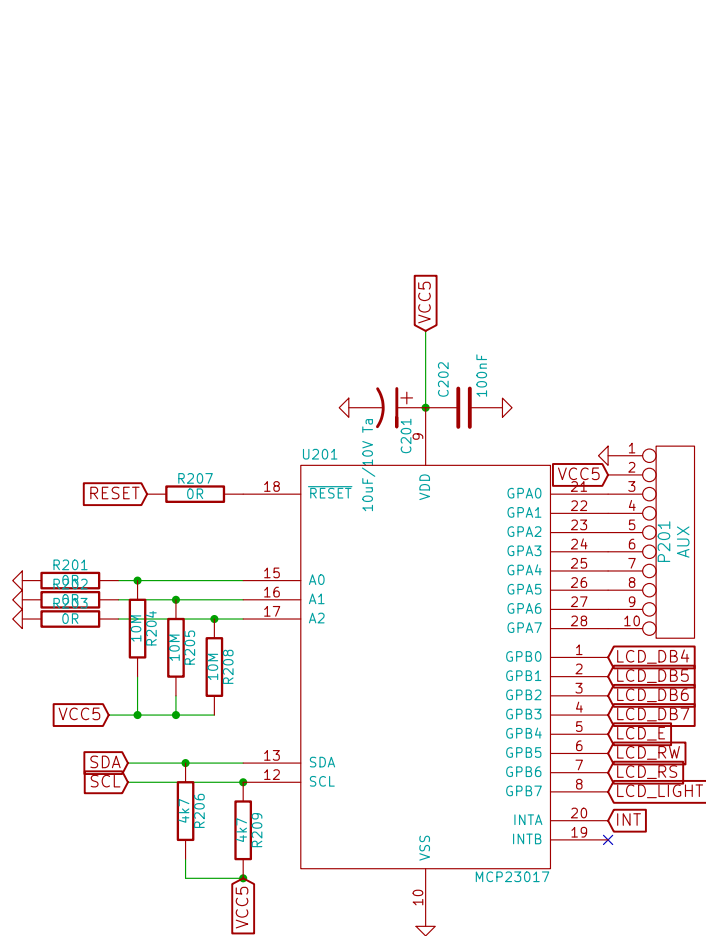 VCC5
C202
100nF
10uF/10V Ta
C201
9
U201
VDD
1
VCC5
2
R207
RESET
0R
18
RESET
GPA0
21
3
GPA1
22
4
GPA2
23
5
GPA3
24
6
GPA4
25
7
GPA5
26
8
GPA6
27
9
GPA7
28
10
P201
AUX
R201
0R
15
A0
R202
0R
16
A1
R203
0R
17
A2
10M
R204
10M
R205
10M
R208
VCC5
GPB0
1
LCD_DB4
GPB1
2
LCD_DB5
GPB2
3
LCD_DB6
GPB3
4
LCD_DB7
GPB4
5
LCD_E
GPB5
6
LCD_RW
GPB6
7
LCD_RS
GPB7
8
LCD_LIGHT
SDA
13
SDA
SCL
12
SCL
4k7
R206
4k7
R209
VCC5
INTA
20
INT
INTB
19
VSS
MCP23017
10